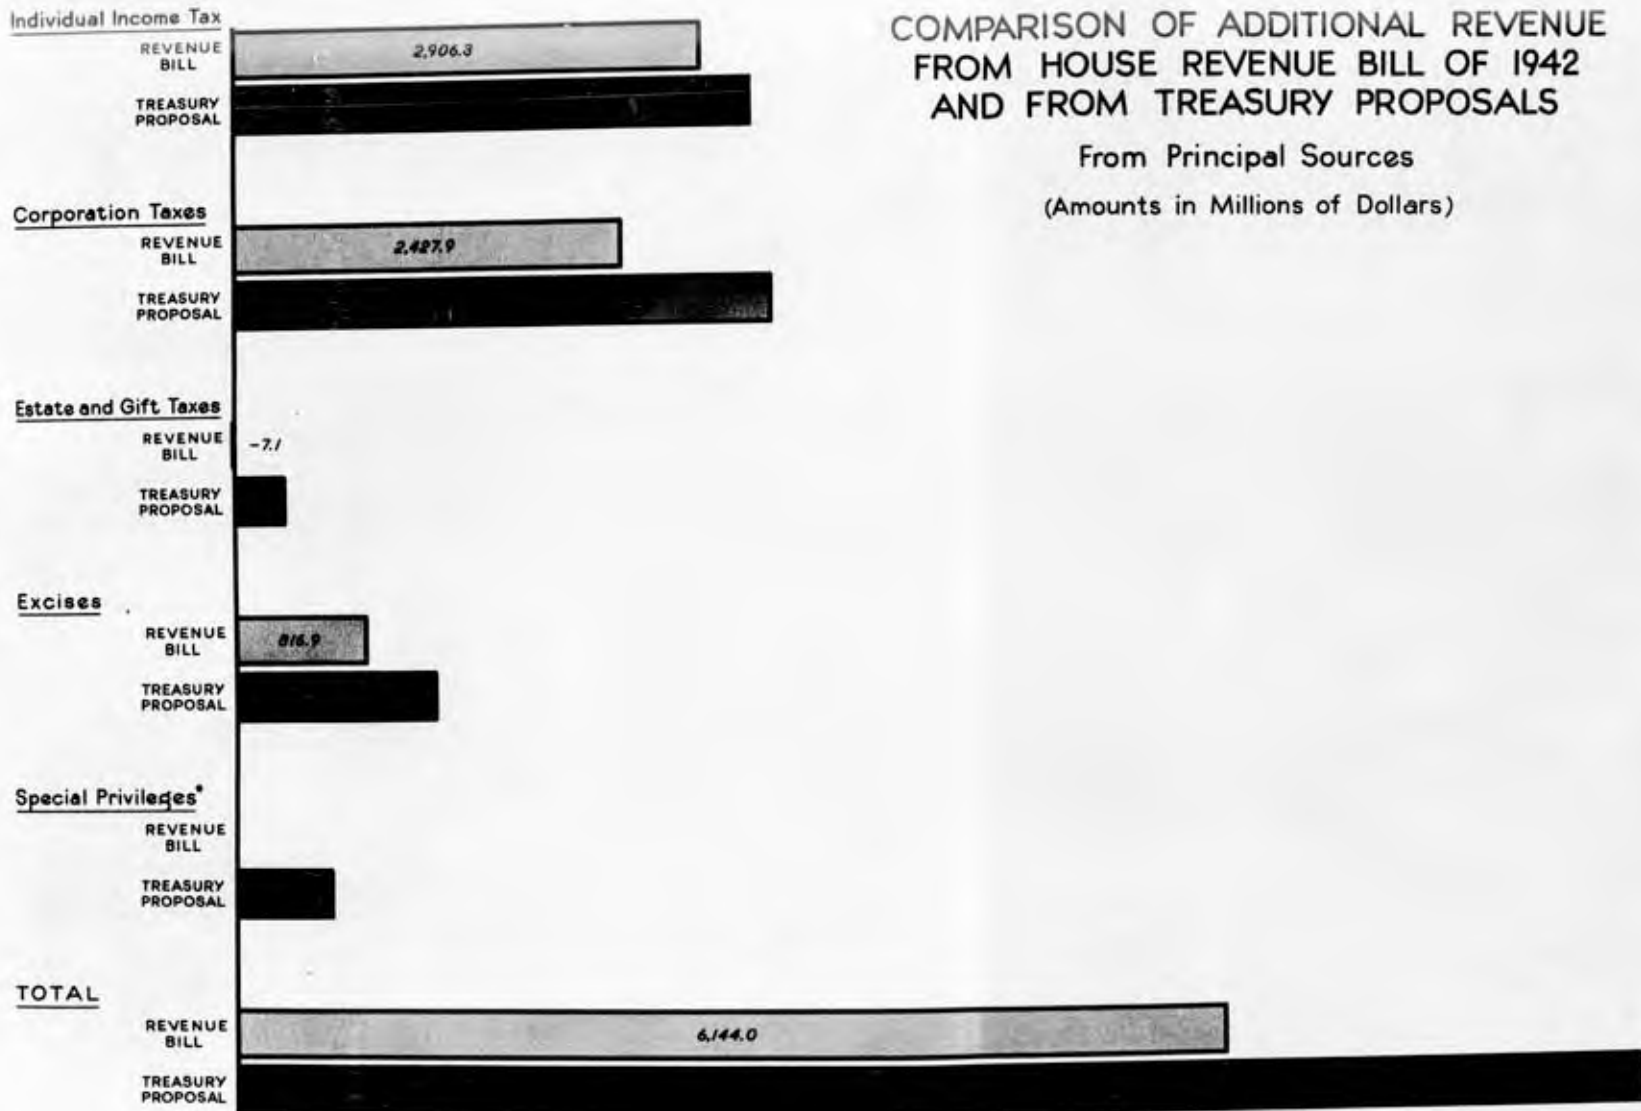 COMPARISON OF ADDITIONAL REVENUE
FROM HOUSE REVENUE BILL OF 1942
AND FROM TREASURY PROPOSALS
From Principal Sources
(Amounts in Millions of Dollars)
Individual Income Tax
REVENUE
BILL
2,906.3
TREASURY
PROPOSAL
Corporation Taxes
REVENUE
BILL
2,427.9
TREASURY
PROPOSAL
Estate and Gift Taxes
REVENUE
BILL
-7.1
TREASURY
PROPOSAL
Excises
REVENUE
BILL
816.9
TREASURY
PROPOSAL
Special Privileges*
REVENUE
BILL
TREASURY
PROPOSAL
TOTAL
REVENUE
BILL
6,144.0
TREASURY
PROPOSAL